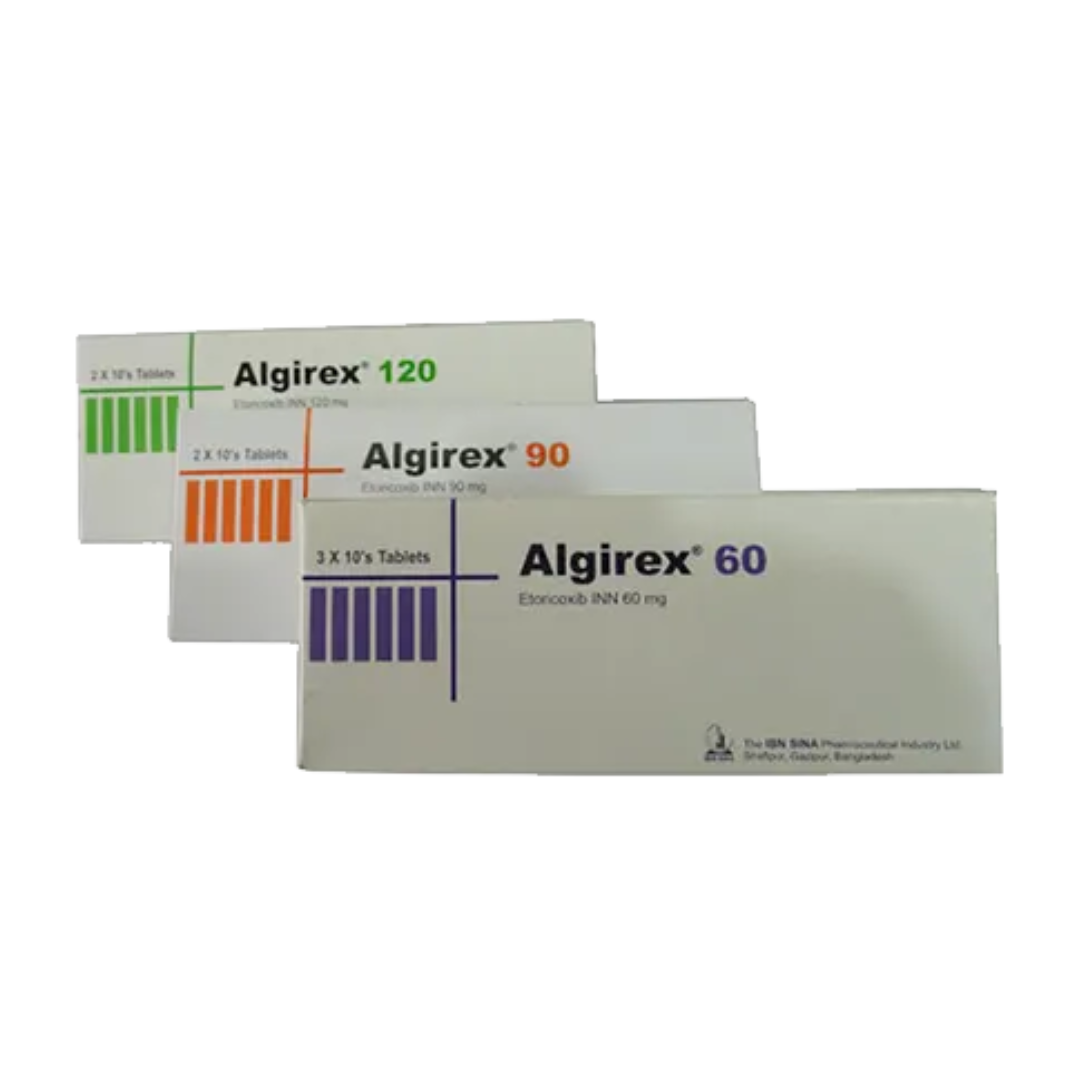 2 X 10's Tablets
Algirex® 120
Etoricoxib INN 120 mg
2 X 10's Tablets
Algirex® 90
Etoricoxib INN 90 mg
3 X 10's Tablets
Algirex® 60
Etoricoxib INN 60 mg
The IBN SINA Pharmaceutical Industry Ltd.
Gazipur, Bangladesh